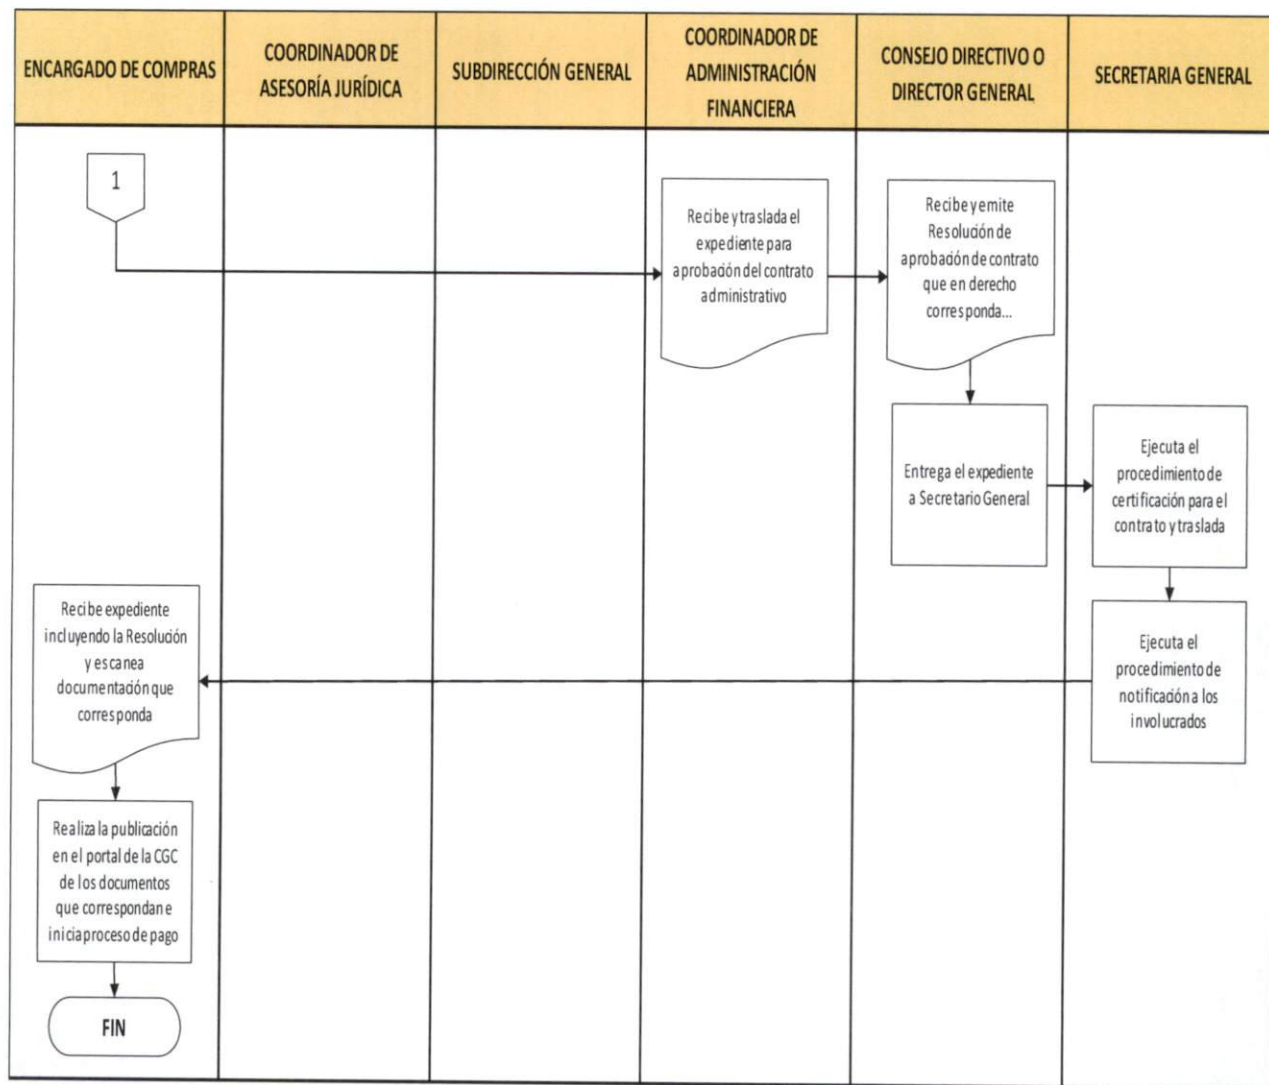 ENCARGADO DE COMPRAS
COORDINADOR DE
ASESORÍA JURÍDICA
SUBDIRECCIÓN GENERAL
COORDINADOR DE
ADMINISTRACIÓN
FINANCIERA
CONSEJO DIRECTIVO O
DIRECTOR GENERAL
SECRETARIA GENERAL
1
Recibe y traslada el
expediente para
aprobación del contrato
administrativo
Recibe y emite
Resolución de
aprobación de contrato
que en derecho
corresponda...
Entrega el expediente
a Secretario General
Ejecuta el
procedimiento de
certificación para el
contrato y traslada
Ejecuta el
procedimiento de
notificación a los
involucrados
Recibe expediente
incluyendo la Resolución
y escanea
documentación que
corresponda
Realiza la publicación
en el portal de la CGC
de los documentos
que correspondan e
inicia proceso de pago
FIN